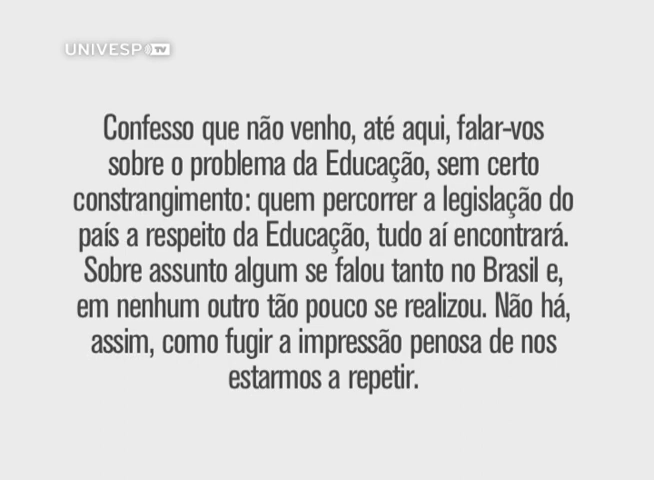 UNIVESP TV
Confesso que não venho, até aqui, falar-vos
sobre o problema da Educação, sem certo
constrangimento: quem percorrer a legislação do
país a respeito da Educação, tudo aí encontrará.
Sobre assunto algum se falou tanto no Brasil e,
em nenhum outro tão pouco se realizou. Não há,
assim, como fugir a impressão penosa de nos
estarmos a repetir.